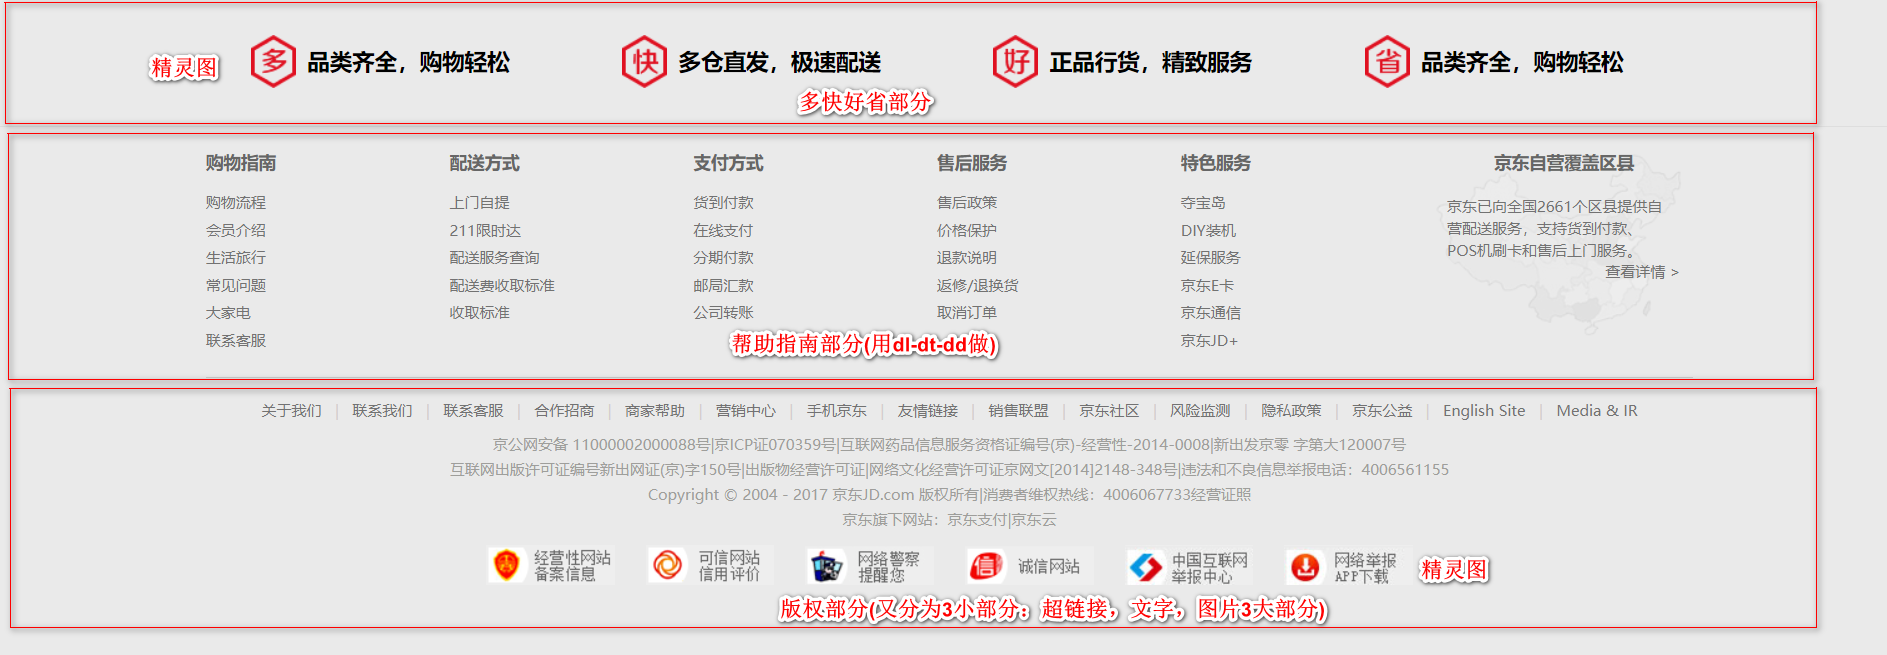 精灵图
多 品类齐全，购物轻松
快 多仓直发，极速配送
好 正品行货，精致服务
省 品类齐全，购物轻松
多快好省部分
购物指南
购物流程
会员介绍
生活旅行
常见问题
大家电
联系客服
配送方式
上门自提
211限时达
配送服务查询
配送费收取标准
收取标准
支付方式
货到付款
在线支付
分期付款
邮局汇款
公司转账
售后服务
售后政策
价格保护
退款说明
返修/退换货
取消订单
特色服务
夺宝岛
DIY装机
延保服务
京东E卡
京东通信
京东JD+
京东自营覆盖区县
京东已向全国2661个区县提供自
营配送服务，支持货到付款、
POS机刷卡和售后上门服务。
查看详情 >
帮助指南部分(用dl-dt-dd做)
关于我们 | 联系我们 | 联系客服 | 合作招商 | 商家帮助 | 营销中心 | 手机京东 | 友情链接 | 销售联盟 | 京东社区 | 风险监测 | 隐私政策 | 京东公益 | English Site | Media & IR
京公网安备 11000002000088号|京ICP证070359号|互联网药品信息服务资格证编号(京)-经营性-2014-0008|新出发京零 字第大120007号
互联网出版许可证编号新出网证(京)字150号|出版物经营许可证|网络文化经营许可证京网文[2014]2148-348号|违法和不良信息举报电话：4006561155
Copyright © 2004 - 2017 京东JD.com 版权所有|消费者维权热线：4006067733经营证照
京东旗下网站：京东支付|京东云
经营性网站
备案信息
可信网站
信用评价
网络警察
提醒您
信 诚信网站
中国互联网
举报中心
网络举报
APP下载
精灵图
版权部分(又分为3小部分：超链接，文字，图片3大部分)